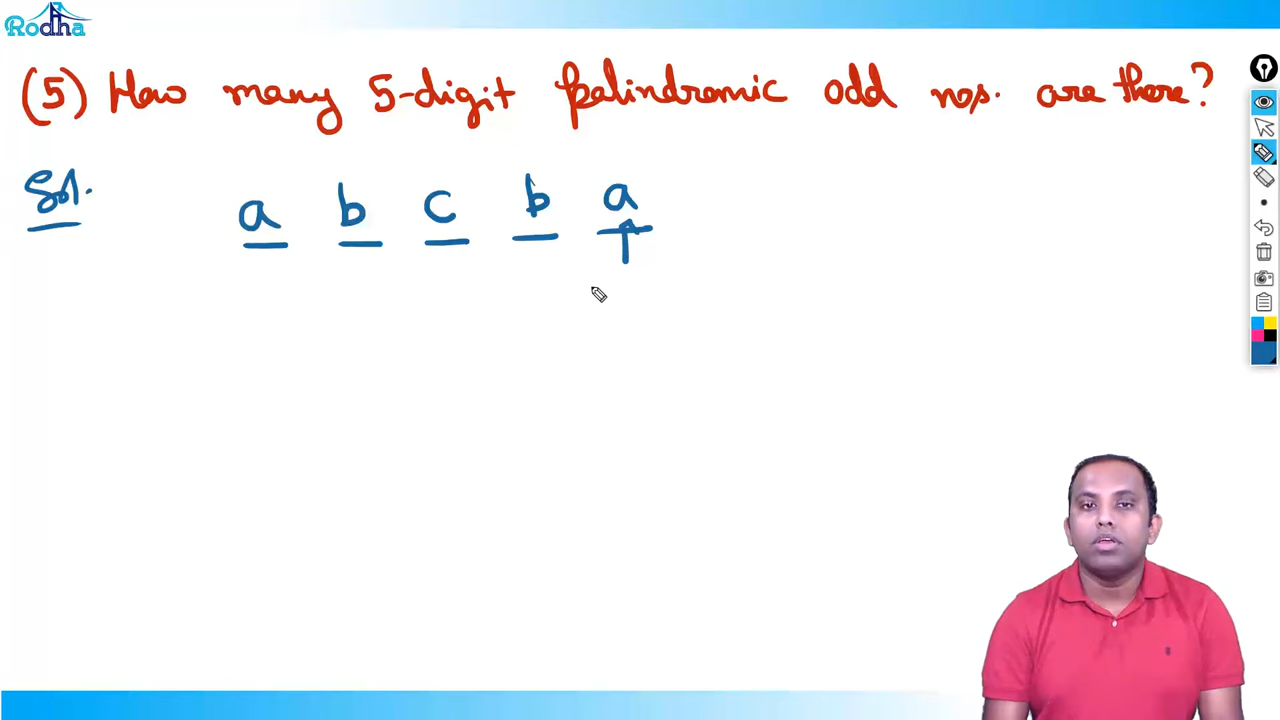 Rodha
(5) How many 5-digit palindromic odd nos. are there?
Sol.
a b c b a